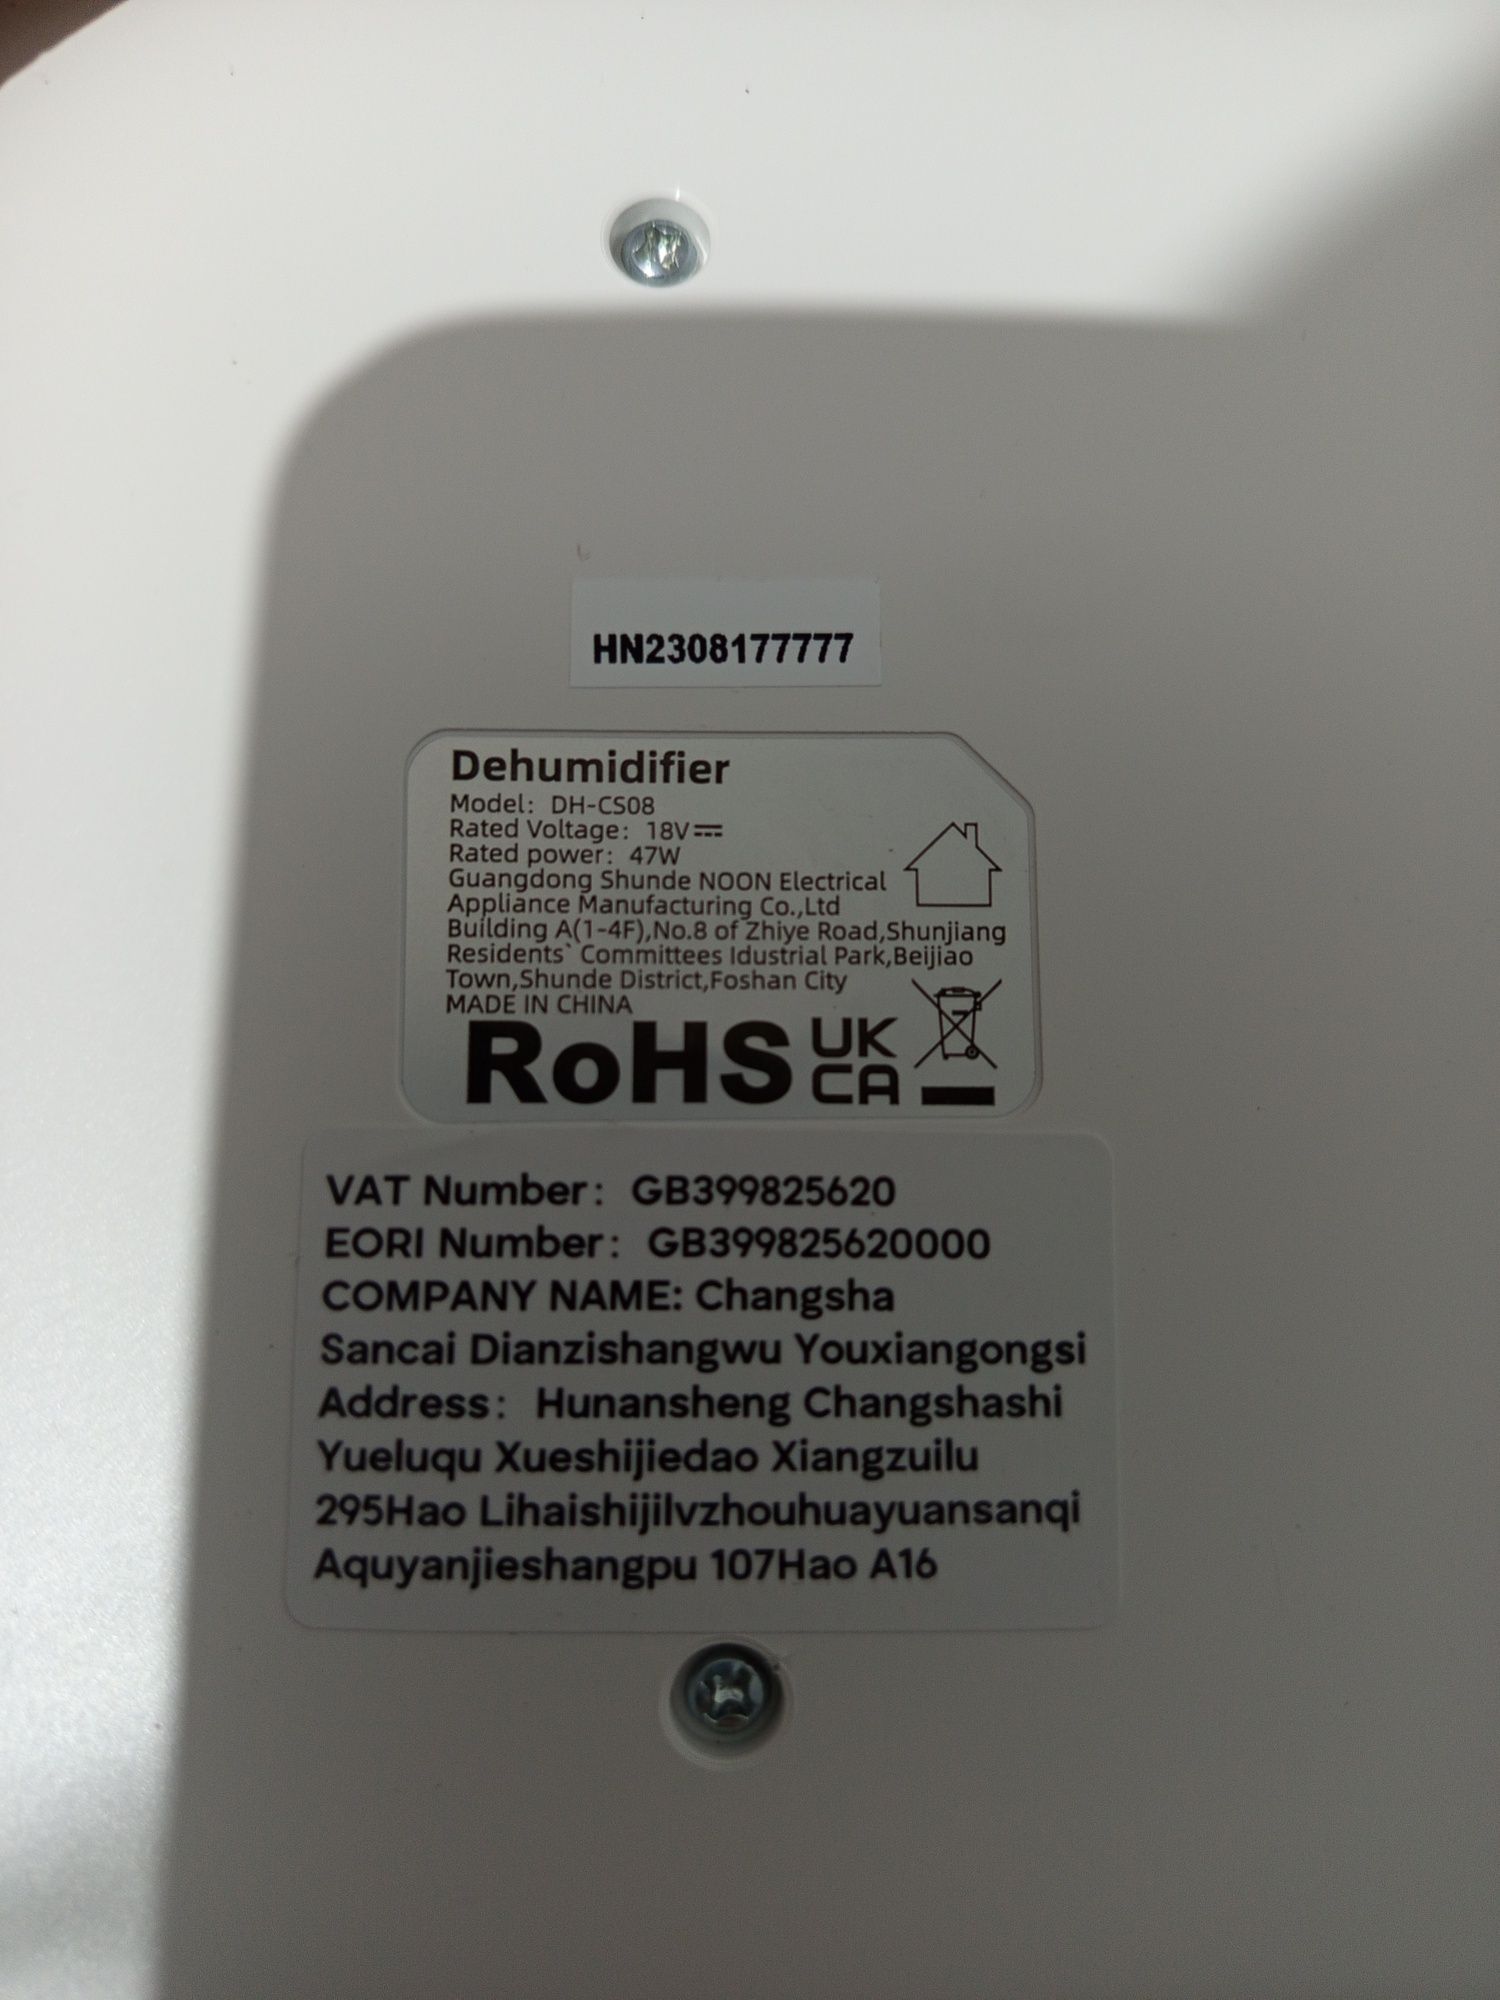 HN2308177777
Dehumidifier
Model: DH-CS08
Rated Voltage: 18V⎓
Rated power: 47W
Guangdong Shunde NOON Electrical
Appliance Manufacturing Co.,Ltd
Building A(1-4F),No.8 of Zhiye Road,Shunjiang
Residents` Committees Idustrial Park,Beijiao
Town,Shunde District,Foshan City
MADE IN CHINA
RoHS UK
CA
VAT Number: GB399825620
EORI Number: GB399825620000
COMPANY NAME: Changsha
Sancai Dianzishangwu Youxiangongsi
Address: Hunansheng Changshashi
Yueluqu Xueshijiedao Xiangzuilu
295Hao Lihaishijilvzhouhuayuansanqi
Aquyanjieshangpu 107Hao A16